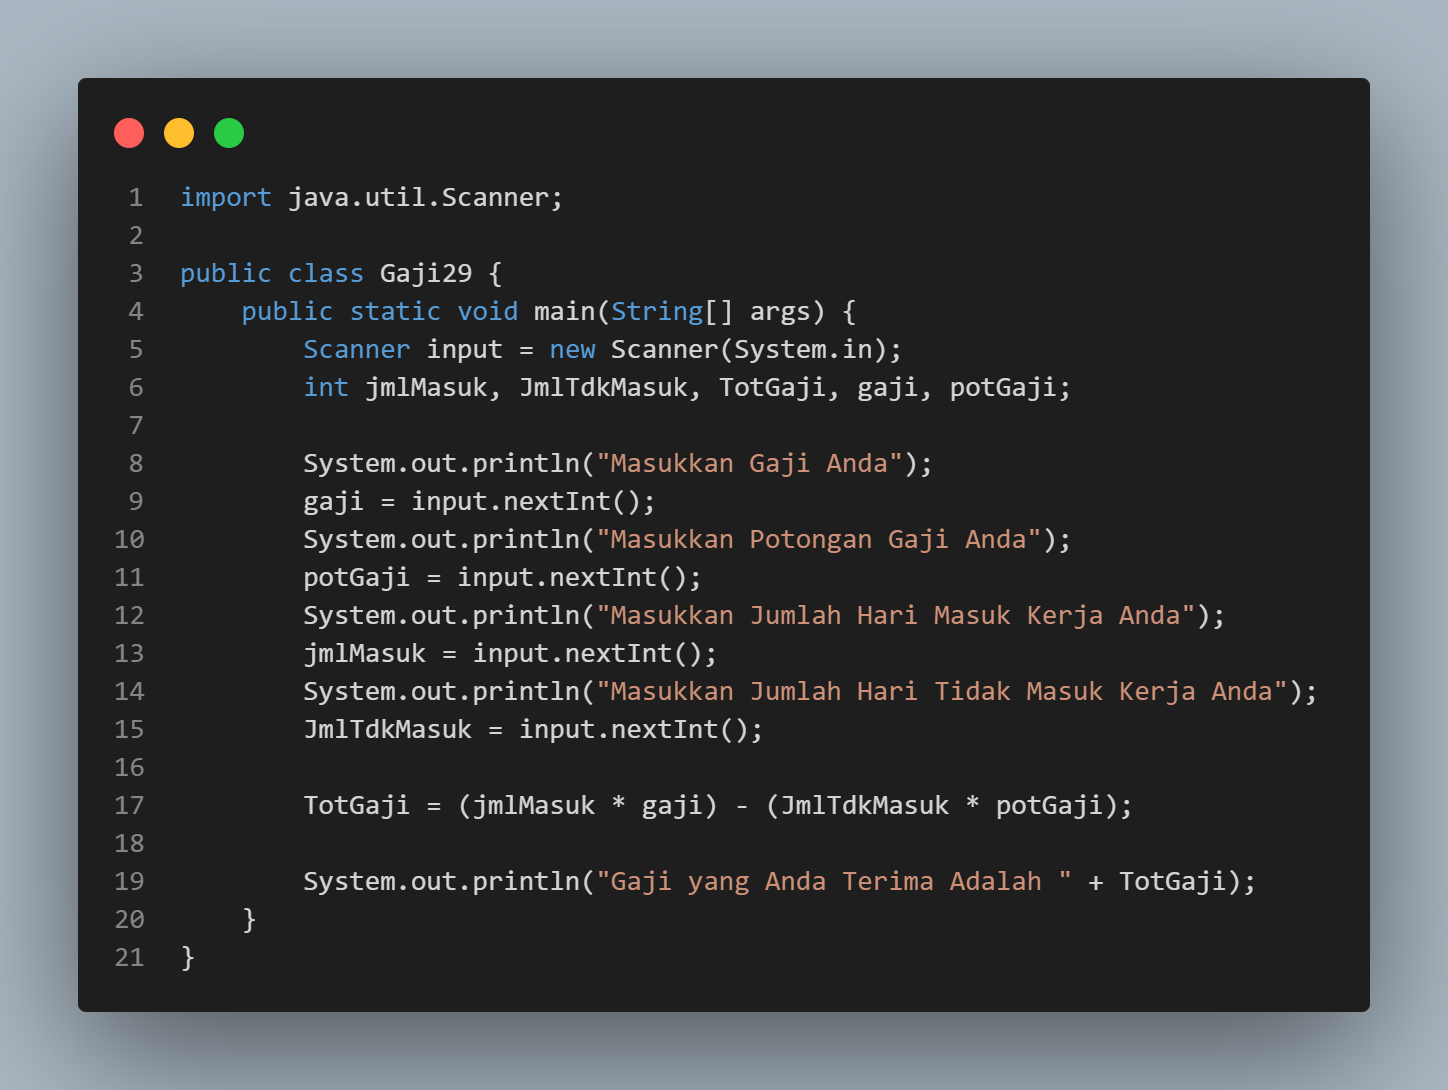 1 import java.util.Scanner;
2
3 public class Gaji29 {
4     public static void main(String[] args) {
5         Scanner input = new Scanner(System.in);
6         int jmlMasuk, JmlTdkMasuk, TotGaji, gaji, potGaji;
7
8         System.out.println("Masukkan Gaji Anda");
9         gaji = input.nextInt();
10         System.out.println("Masukkan Potongan Gaji Anda");
11         potGaji = input.nextInt();
12         System.out.println("Masukkan Jumlah Hari Masuk Kerja Anda");
13         jmlMasuk = input.nextInt();
14         System.out.println("Masukkan Jumlah Hari Tidak Masuk Kerja Anda");
15         JmlTdkMasuk = input.nextInt();
16
17         TotGaji = (jmlMasuk * gaji) - (JmlTdkMasuk * potGaji);
18
19         System.out.println("Gaji yang Anda Terima Adalah " + TotGaji);
20     }
21 }